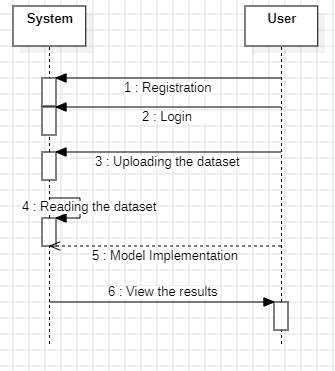 System
User
1 : Registration
2 : Login
3 : Uploading the dataset
4 : Reading the dataset
5 : Model Implementation
6 : View the results